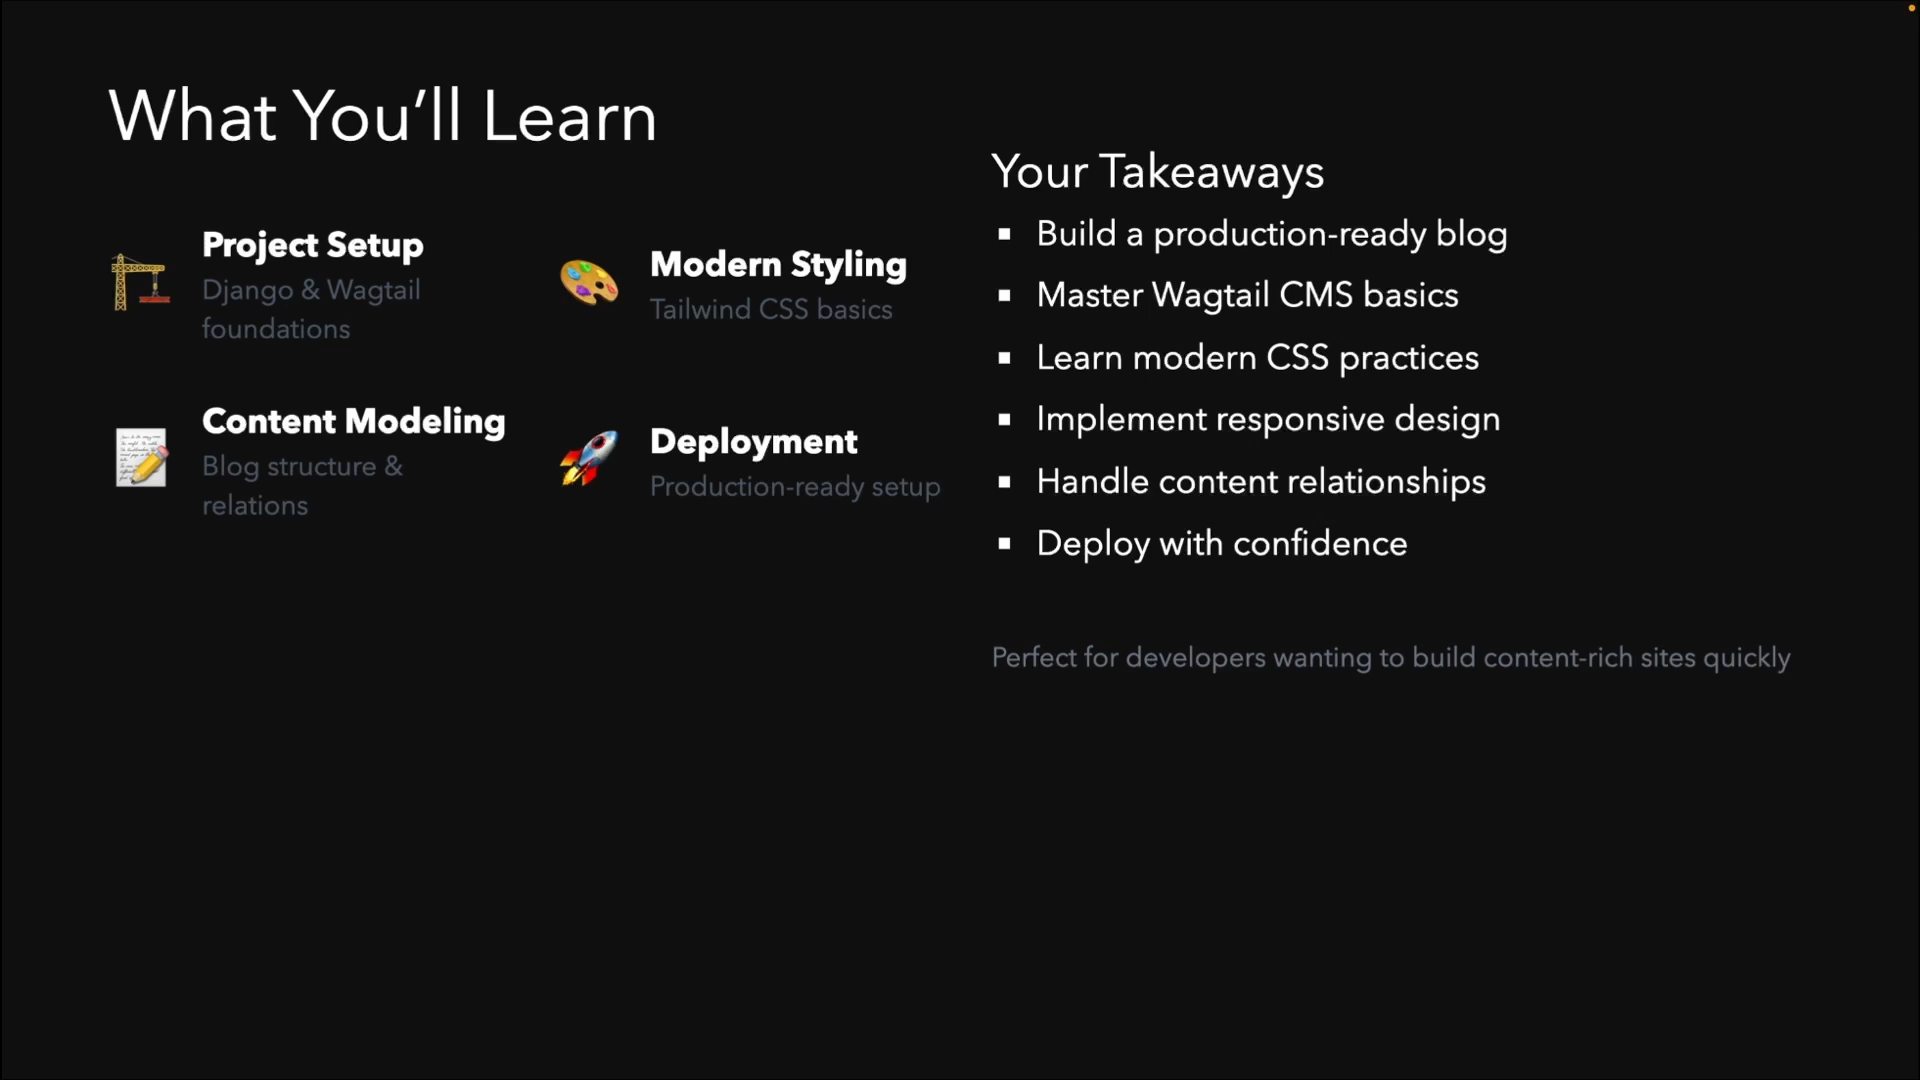 What You’ll Learn
Project Setup
Django & Wagtail
foundations
Modern Styling
Tailwind CSS basics
Content Modeling
Blog structure &
relations
Deployment
Production-ready setup
Your Takeaways
▪ Build a production-ready blog
▪ Master Wagtail CMS basics
▪ Learn modern CSS practices
▪ Implement responsive design
▪ Handle content relationships
▪ Deploy with confidence
Perfect for developers wanting to build content-rich sites quickly